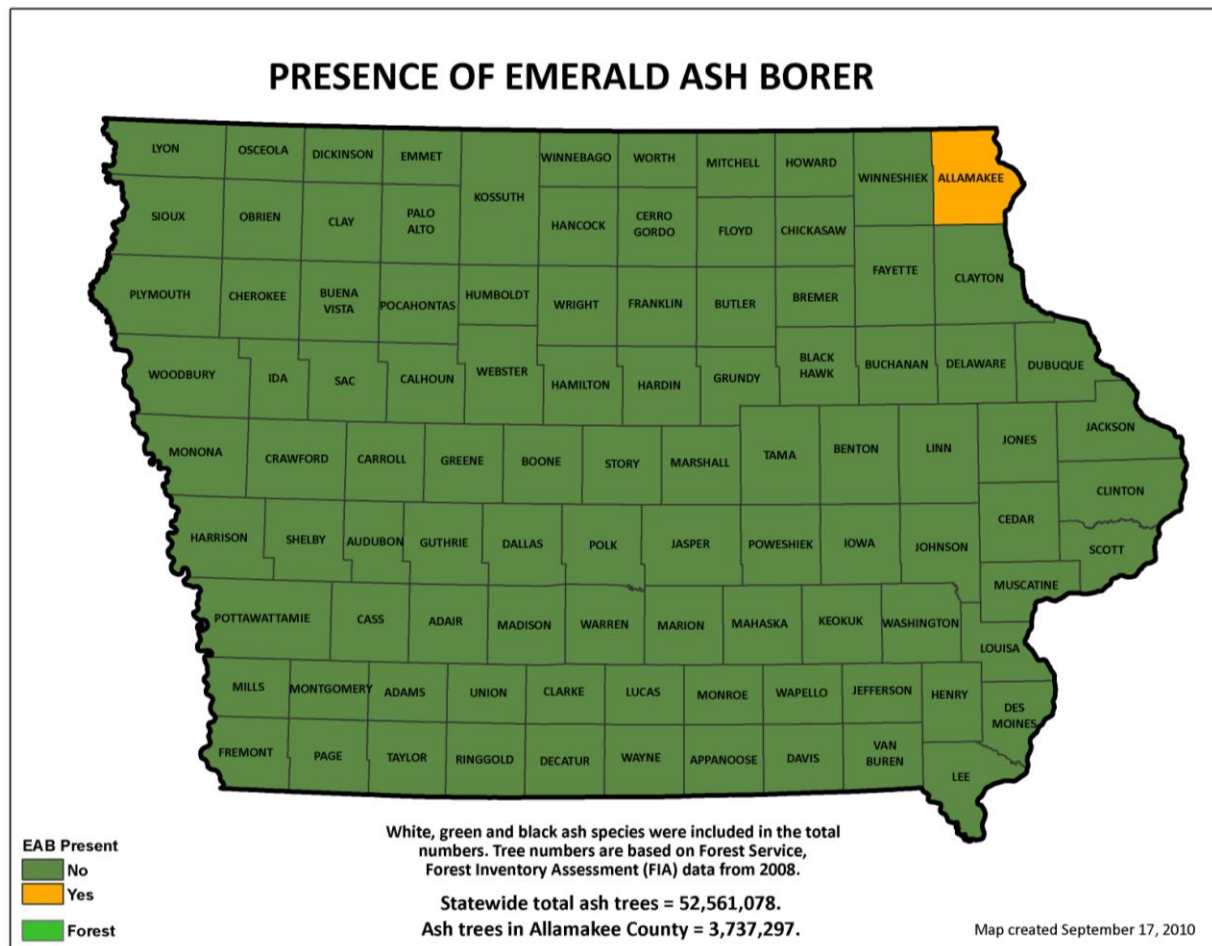 PRESENCE OF EMERALD ASH BORER
LYON
OSCEOLA
DICKINSON
EMMET
KOSSUTH
WINNEBAGO
WORTH
MITCHELL
HOWARD
WINNESHIEK
ALLAMAKEE
SIOUX
OBRIEN
CLAY
PALO
ALTO
HANCOCK
CERRO
GORDO
FLOYD
CHICKASAW
FAYETTE
CLAYTON
PLYMOUTH
CHEROKEE
BUENA
VISTA
POCAHONTAS
HUMBOLDT
WRIGHT
FRANKLIN
BUTLER
BREMER
WOODBURY
IDA
SAC
CALHOUN
WEBSTER
HAMILTON
HARDIN
GRUNDY
BLACK
HAWK
BUCHANAN
DELAWARE
DUBUQUE
MONONA
CRAWFORD
CARROLL
GREENE
BOONE
STORY
MARSHALL
TAMA
BENTON
LINN
JONES
JACKSON
CLINTON
HARRISON
SHELBY
AUDUBON
GUTHRIE
DALLAS
POLK
JASPER
POWESHIEK
IOWA
JOHNSON
CEDAR
SCOTT
MUSCATINE
POTTAWATTAMIE
CASS
ADAIR
MADISON
WARREN
MARION
MAHASKA
KEOKUK
WASHINGTON
LOUISA
MILLS
MONTGOMERY
ADAMS
UNION
CLARKE
LUCAS
MONROE
WAPELLO
JEFFERSON
HENRY
DES
MOINES
FREMONT
PAGE
TAYLOR
RINGGOLD
DECATUR
WAYNE
APPANOOSE
DAVIS
VAN
BUREN
LEE
EAB Present
No
Yes
Forest
White, green and black ash species were included in the total
numbers. Tree numbers are based on Forest Service,
Forest Inventory Assessment (FIA) data from 2008.
Statewide total ash trees = 52,561,078.
Ash trees in Allamakee County = 3,737,297.
Map created September 17, 2010